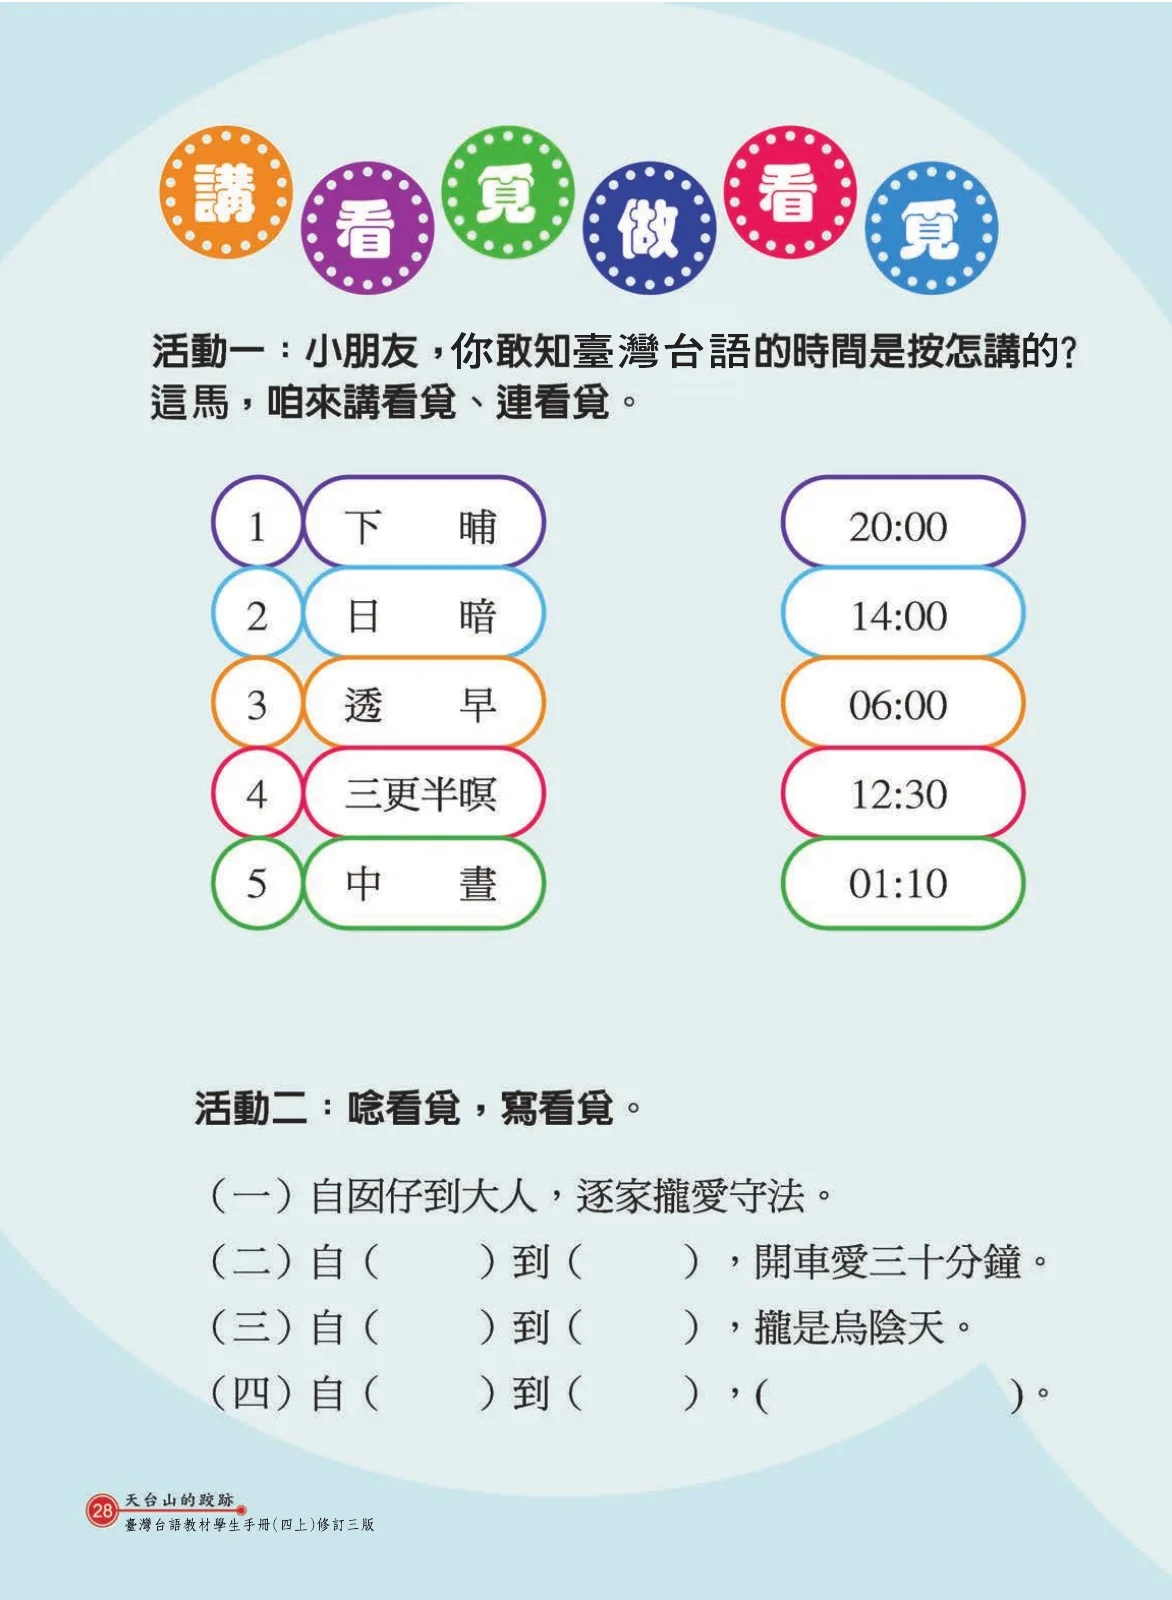 講看覓做看覓
活動一：小朋友，你敢知臺灣台語的時間是按怎講的?
這馬，咱來講看覓、連看覓。
1 下晡 20:00
2 日暗 14:00
3 透早 06:00
4 三更半暝 12:30
5 中晝 01:10
活動二：唸看覓，寫看覓。
（一）自囡仔到大人，逐家攏愛守法。
（二）自（　　）到（　　），開車愛三十分鐘。
（三）自（　　）到（　　），攏是烏陰天。
（四）自（　　）到（　　），(　　　　)。
28 天台山的跤跡
臺灣台語教材學生手冊(四上)修訂三版